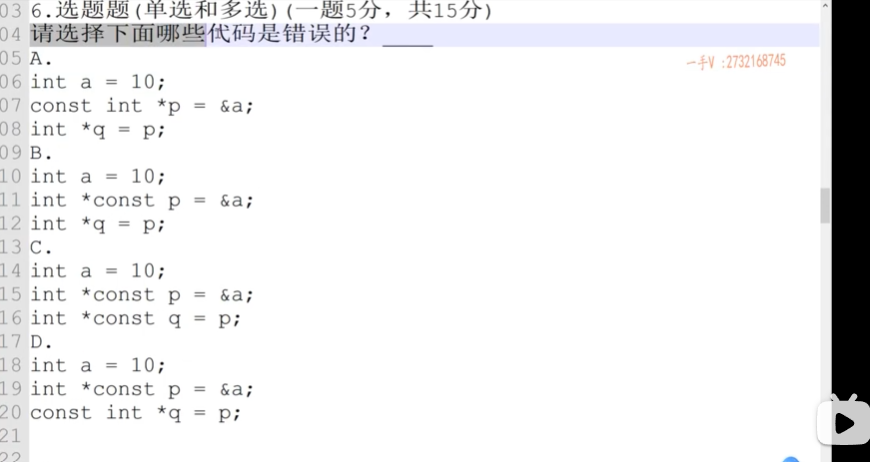 03 6.选题题(单选和多选)(一题5分，共15分)
04 请选择下面哪些代码是错误的？____
05 A.
一手V :2732168745
06 int a = 10;
07 const int *p = &a;
08 int *q = p;
09 B.
10 int a = 10;
11 int *const p = &a;
12 int *q = p;
13 C.
14 int a = 10;
15 int *const p = &a;
16 int *const q = p;
17 D.
18 int a = 10;
19 int *const p = &a;
20 const int *q = p;
21
22